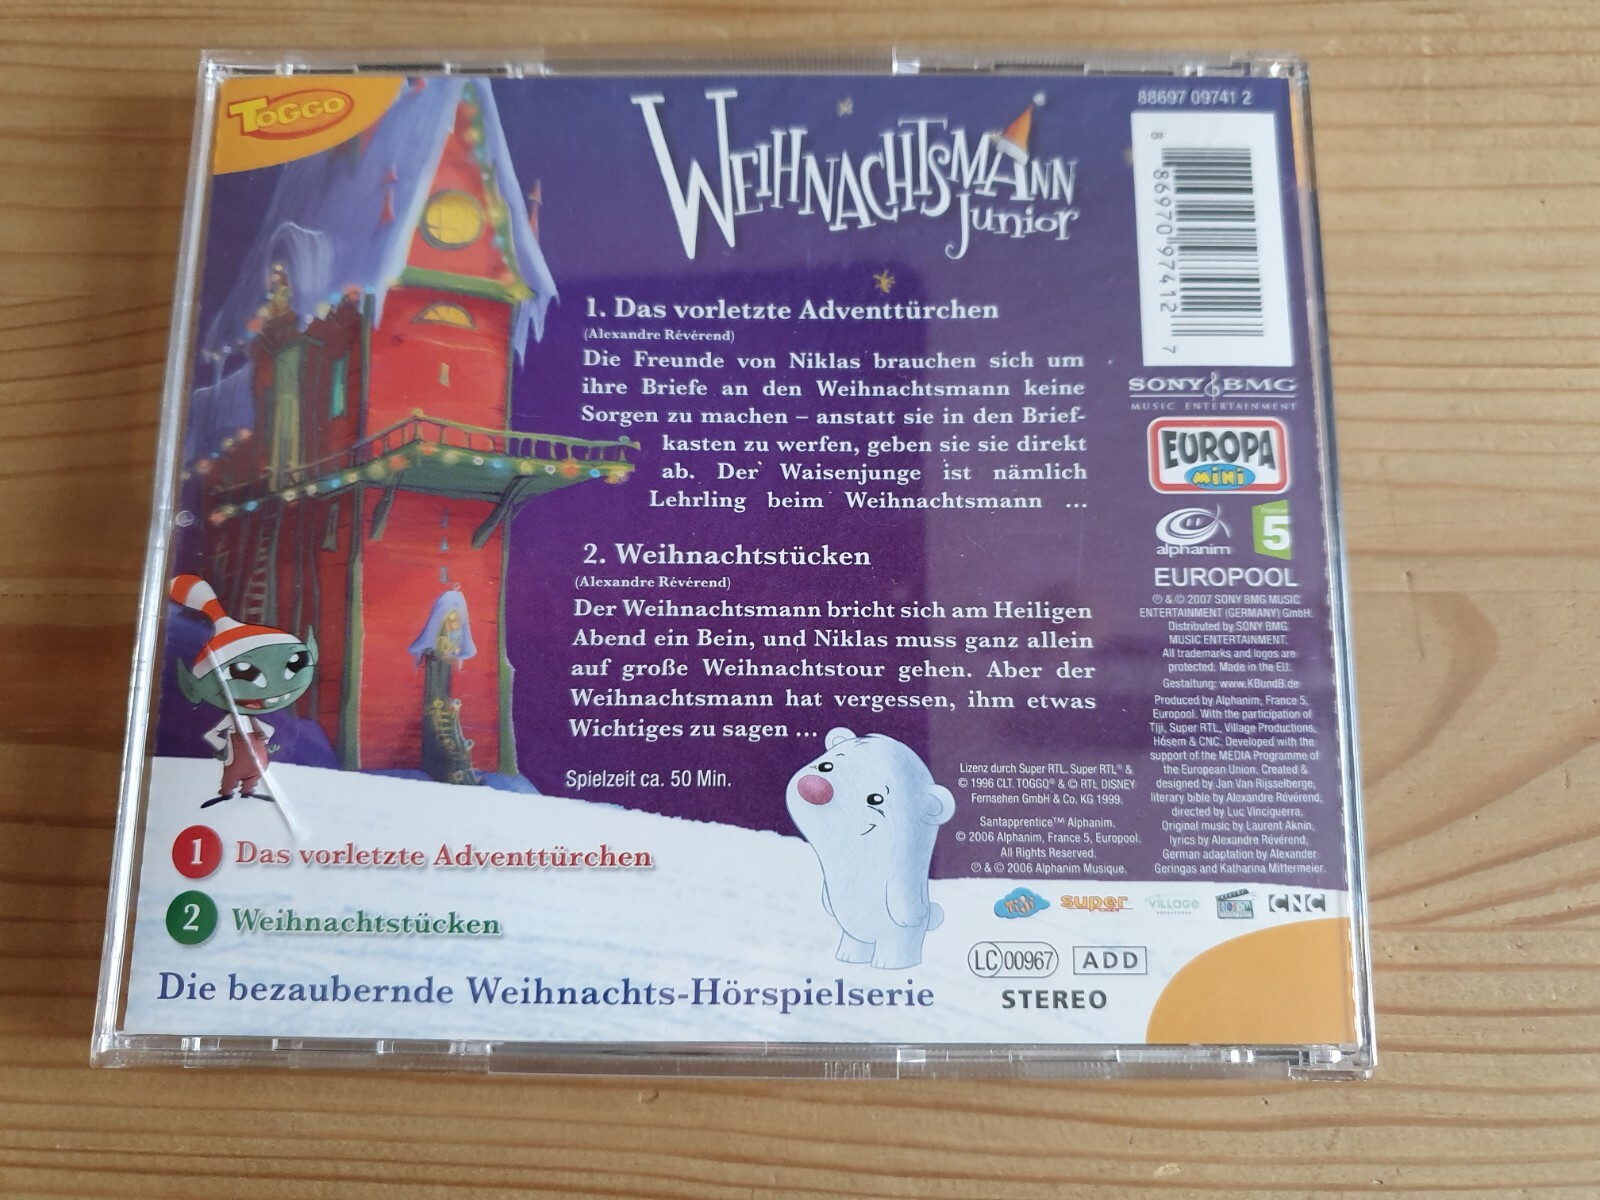 TOGGO
WEIHNACHTSMANN
Junior
88697 09741 2
8 86970 97412 7
1. Das vorletzte Adventtürchen
(Alexandre Révérend)
Die Freunde von Niklas brauchen sich um
ihre Briefe an den Weihnachtsmann keine
Sorgen zu machen – anstatt sie in den Brief-
kasten zu werfen, geben sie sie direkt
ab. Der Waisenjunge ist nämlich
Lehrling beim Weihnachtsmann ...
2. Weihnachtstücken
(Alexandre Révérend)
Der Weihnachtsmann bricht sich am Heiligen
Abend ein Bein, und Niklas muss ganz allein
auf große Weihnachtstour gehen. Aber der
Weihnachtsmann hat vergessen, ihm etwas
Wichtiges zu sagen ...
Spielzeit ca. 50 Min.
SONY BMG
MUSIC ENTERTAINMENT
EUROPA
mini
alphanim
france
5
EUROPOOL
℗ & © 2007 SONY BMG MUSIC
ENTERTAINMENT (GERMANY) GmbH.
Distributed by SONY BMG
MUSIC ENTERTAINMENT.
All trademarks and logos are
protected. Made in the EU.
Gestaltung: www.KBundB.de
Produced by Alphanim, France 5,
Europool. With the participation of
Tiji, Super RTL, Village Productions,
Hósem & CNC. Developed with the
support of the MEDIA Programme of
the European Union. Created &
designed by Jan Van Rijsselberge,
literary bible by Alexandre Révérend,
directed by Luc Vinciguerra.
Original music by Laurent Aknin,
lyrics by Alexandre Révérend,
German adaptation by Alexander
Geringas and Katharina Mittermeier.
Lizenz durch Super RTL. Super RTL® &
© 1996 CLT. TOGGO® & © RTL DISNEY
Fernsehen GmbH & Co. KG 1999.
Santapprentice™ Alphanim.
© 2006 Alphanim, France 5, Europool.
All Rights Reserved.
℗ & © 2006 Alphanim Musique.
1 Das vorletzte Adventtürchen
2 Weihnachtstücken
Die bezaubernde Weihnachts-Hörspielserie
TiJi super VILLAGE CNC
LC 00967 ADD
STEREO